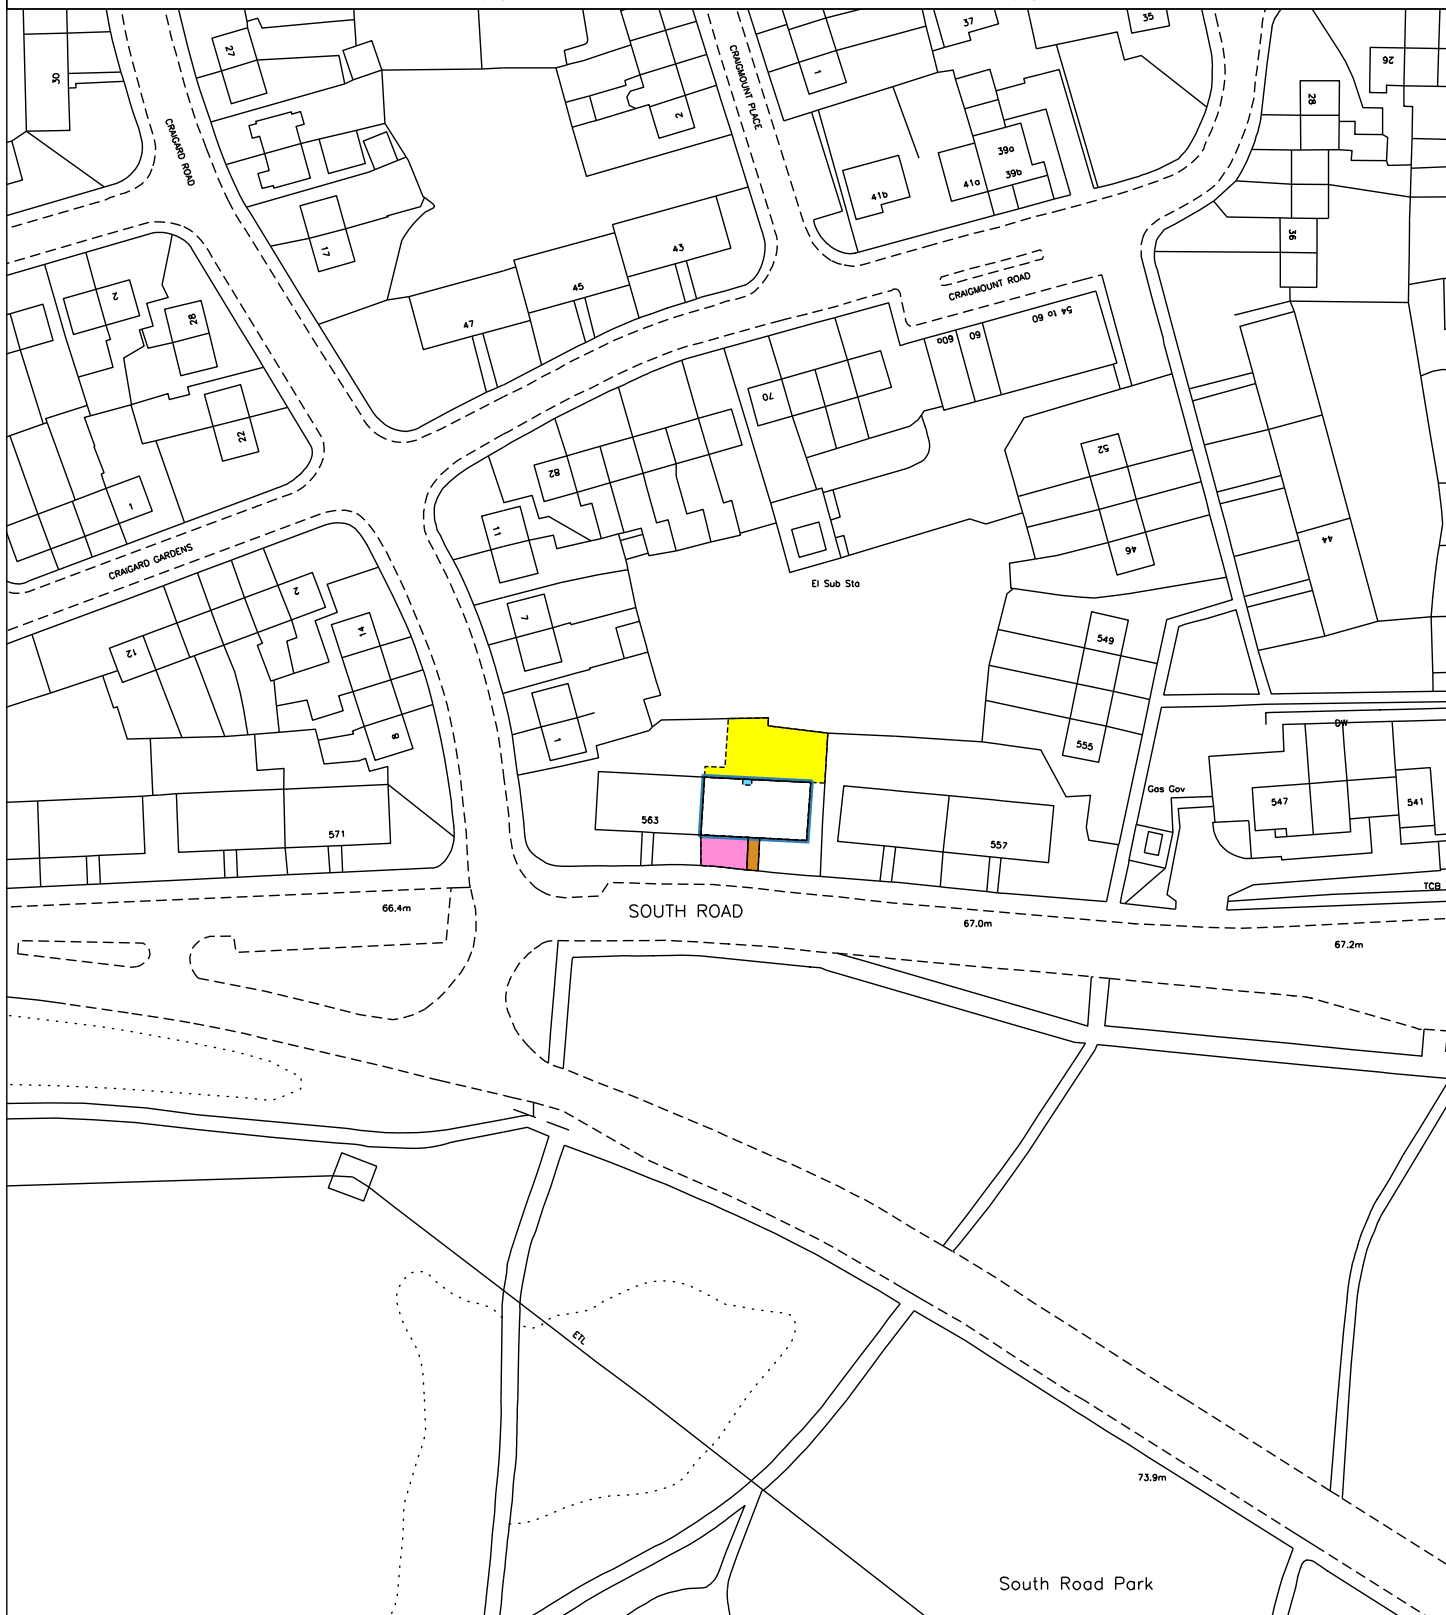 30
27
CRAIGARD ROAD
17
2
CRAIGMOUNT PLACE
1
37
35
26
28
39a
39b
41a
41b
36
43
45
47
CRAIGMOUNT ROAD
54 to 60
60
60a
2
28
22
1
70
82
52
46
44
CRAIGARD GARDENS
11
7
1
El Sub Sta
2
12
14
8
549
555
DW
Gas Gov
547
541
571
563
557
TCB
66.4m
SOUTH ROAD
67.0m
67.2m
ETL
73.9m
South Road Park